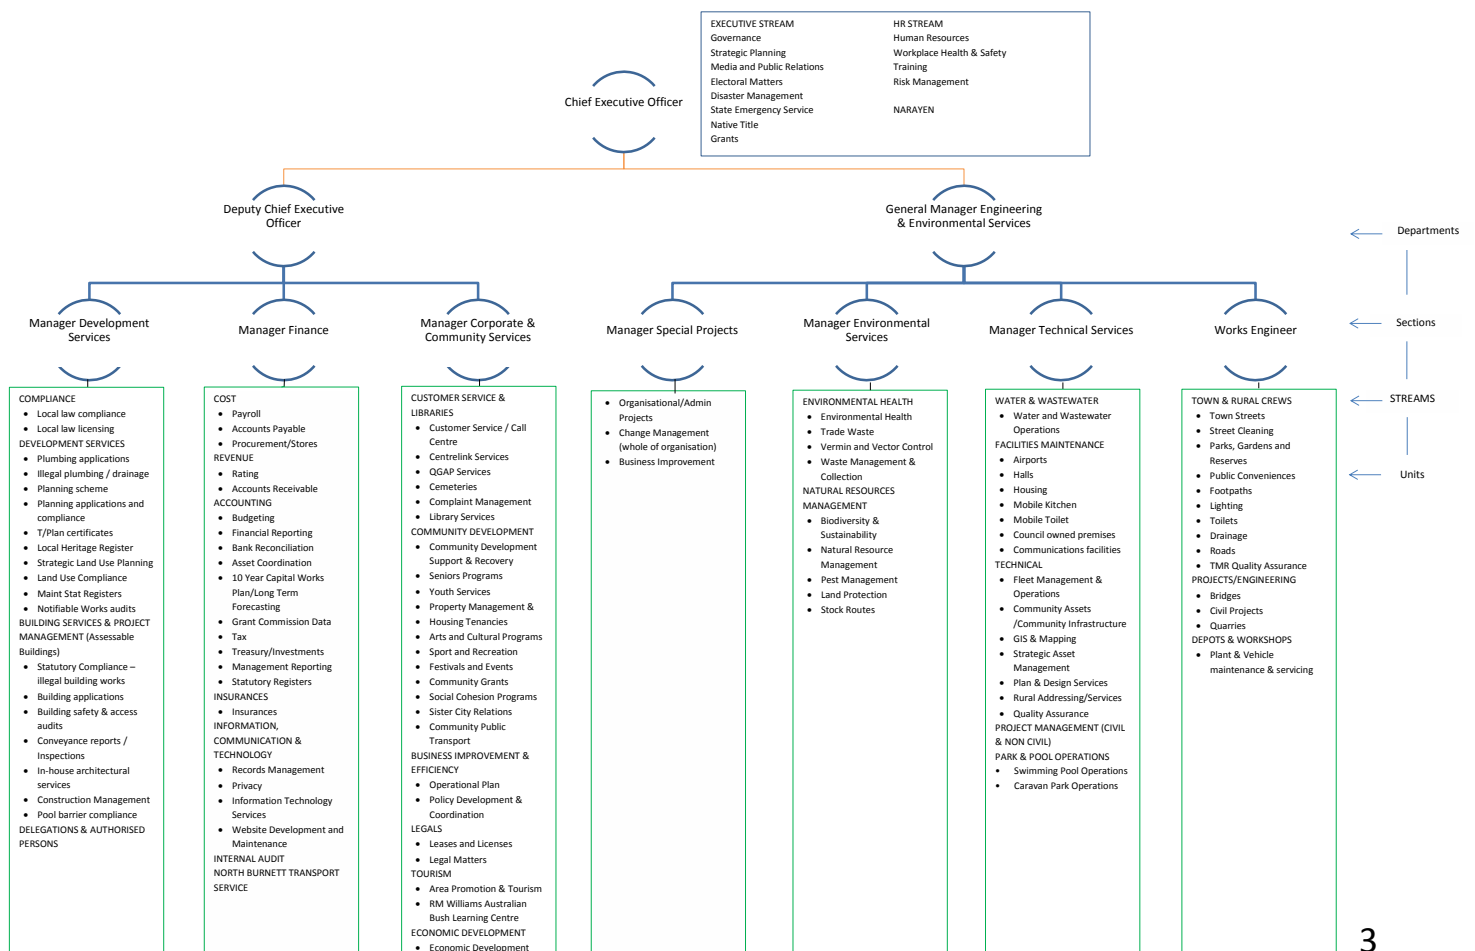 EXECUTIVE STREAM
Governance
Strategic Planning
Media and Public Relations
Electoral Matters
Disaster Management
State Emergency Service
Native Title
Grants
HR STREAM
Human Resources
Workplace Health & Safety
Training
Risk Management
NARAYEN
Chief Executive Officer
Deputy Chief Executive
Officer
General Manager Engineering
& Environmental Services
Departments
Manager Development
Services
Manager Finance
Manager Corporate &
Community Services
Manager Special Projects
Manager Environmental
Services
Manager Technical Services
Works Engineer
Sections
STREAMS
Units
COMPLIANCE
• Local law compliance
• Local law licensing
DEVELOPMENT SERVICES
• Plumbing applications
• Illegal plumbing / drainage
• Planning scheme
• Planning applications and
compliance
• T/Plan certificates
• Local Heritage Register
• Strategic Land Use Planning
• Land Use Compliance
• Maint Stat Registers
• Notifiable Works audits
BUILDING SERVICES & PROJECT
MANAGEMENT (Assessable
Buildings)
• Statutory Compliance –
illegal building works
• Building applications
• Building safety & access
audits
• Conveyance reports /
Inspections
• In-house architectural
services
• Construction Management
• Pool barrier compliance
DELEGATIONS & AUTHORISED
PERSONS
COST
• Payroll
• Accounts Payable
• Procurement/Stores
REVENUE
• Rating
• Accounts Receivable
ACCOUNTING
• Budgeting
• Financial Reporting
• Bank Reconciliation
• Asset Coordination
• 10 Year Capital Works
Plan/Long Term
Forecasting
• Grant Commission Data
• Tax
• Treasury/Investments
• Management Reporting
• Statutory Registers
INSURANCES
• Insurances
INFORMATION,
COMMUNICATION &
TECHNOLOGY
• Records Management
• Privacy
• Information Technology
Services
• Website Development and
Maintenance
INTERNAL AUDIT
NORTH BURNETT TRANSPORT
SERVICE
CUSTOMER SERVICE &
LIBRARIES
• Customer Service / Call
Centre
• Centrelink Services
• QGAP Services
• Cemeteries
• Complaint Management
• Library Services
COMMUNITY DEVELOPMENT
• Community Development
Support & Recovery
• Seniors Programs
• Youth Services
• Property Management &
• Housing Tenancies
• Arts and Cultural Programs
• Sport and Recreation
• Festivals and Events
• Community Grants
• Social Cohesion Programs
• Sister City Relations
• Community Public
Transport
BUSINESS IMPROVEMENT &
EFFICIENCY
• Operational Plan
• Policy Development &
Coordination
LEGALS
• Leases and Licenses
• Legal Matters
TOURISM
• Area Promotion & Tourism
• RM Williams Australian
Bush Learning Centre
ECONOMIC DEVELOPMENT
• Economic Development
• Organisational/Admin
Projects
• Change Management
(whole of organisation)
• Business Improvement
ENVIRONMENTAL HEALTH
• Environmental Health
• Trade Waste
• Vermin and Vector Control
• Waste Management &
Collection
NATURAL RESOURCES
MANAGEMENT
• Biodiversity &
Sustainability
• Natural Resource
Management
• Pest Management
• Land Protection
• Stock Routes
WATER & WASTEWATER
• Water and Wastewater
Operations
FACILITIES MAINTENANCE
• Airports
• Halls
• Housing
• Mobile Kitchen
• Mobile Toilet
• Council owned premises
• Communications facilities
TECHNICAL
• Fleet Management &
Operations
• Community Assets
/Community Infrastructure
• GIS & Mapping
• Strategic Asset
Management
• Plan & Design Services
• Rural Addressing/Services
• Quality Assurance
PROJECT MANAGEMENT (CIVIL
& NON CIVIL)
PARK & POOL OPERATIONS
• Swimming Pool Operations
• Caravan Park Operations
TOWN & RURAL CREWS
• Town Streets
• Street Cleaning
• Parks, Gardens and
Reserves
• Public Conveniences
• Footpaths
• Lighting
• Toilets
• Drainage
• Roads
• TMR Quality Assurance
PROJECTS/ENGINEERING
• Bridges
• Civil Projects
• Quarries
DEPOTS & WORKSHOPS
• Plant & Vehicle
maintenance & servicing
3